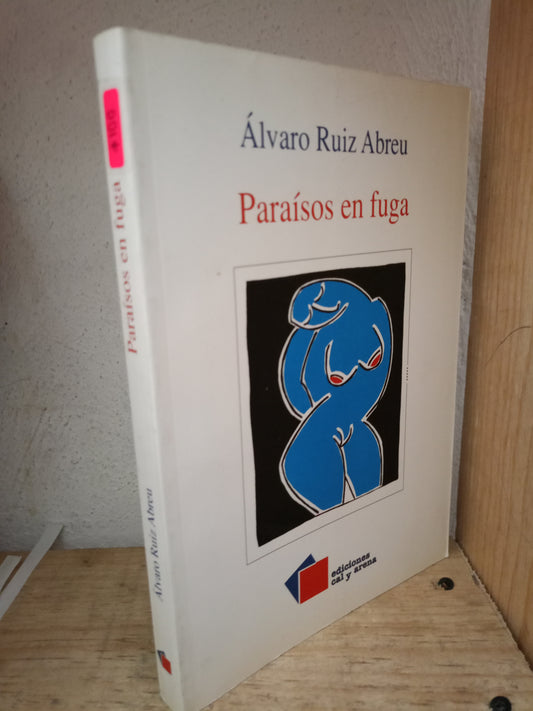 Álvaro Ruiz Abreu
Paraísos en fuga
ediciones
cal y arena
Paraísos en fuga
Álvaro Ruiz Abreu